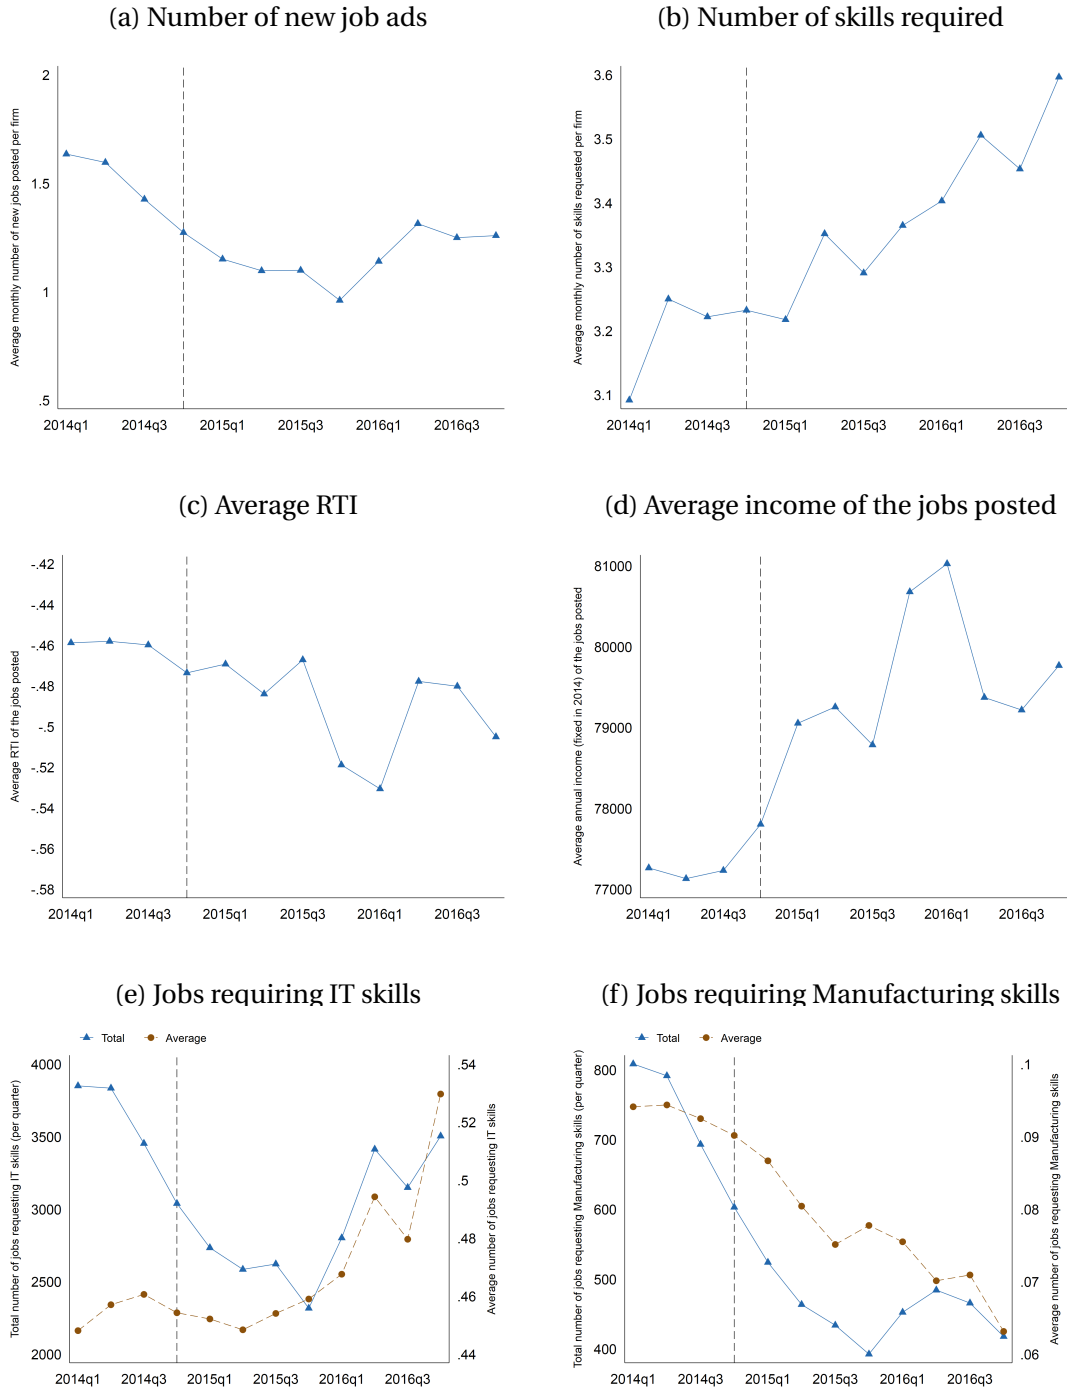 (a) Number of new job ads
Average monthly number of new jobs posted per firm
2
1.5
1
.5
2014q1 2014q3 2015q1 2015q3 2016q1 2016q3
(b) Number of skills required
Average monthly number of skills requested per firm
3.6
3.5
3.4
3.3
3.2
3.1
2014q1 2014q3 2015q1 2015q3 2016q1 2016q3
(c) Average RTI
Average RTI of the jobs posted
-.42
-.44
-.46
-.48
-.5
-.52
-.54
-.56
-.58
2014q1 2014q3 2015q1 2015q3 2016q1 2016q3
(d) Average income of the jobs posted
Average annual income (fixed in 2014) of the jobs posted
81000
80000
79000
78000
77000
2014q1 2014q3 2015q1 2015q3 2016q1 2016q3
(e) Jobs requiring IT skills
Total Average
Total number of jobs requesting IT skills (per quarter)
4000
3500
3000
2500
2000
.54
.52
.5
.48
.46
.44
Average number of jobs requesting IT skills
2014q1 2014q3 2015q1 2015q3 2016q1 2016q3
(f) Jobs requiring Manufacturing skills
Total Average
Total number of jobs requesting Manufacturing skills (per quarter)
800
700
600
500
400
.1
.09
.08
.07
.06
Average number of jobs requesting Manufacturing skills
2014q1 2014q3 2015q1 2015q3 2016q1 2016q3